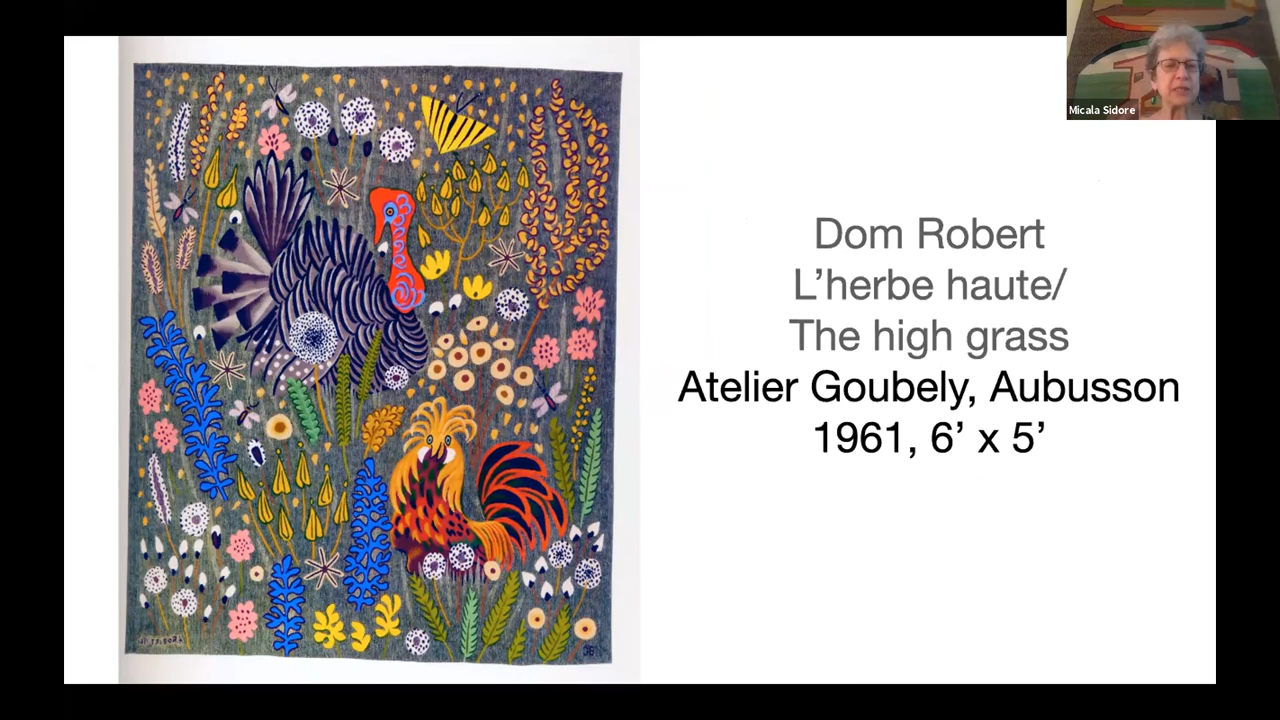 Micala Sidore
Dom Robert
L’herbe haute/
The high grass
Atelier Goubely, Aubusson
1961, 6’ x 5’